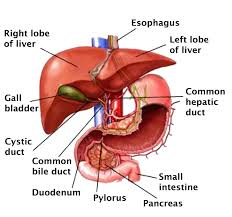 Esophagus
Right lobe
of liver
Left lobe
of liver
Gall
bladder
Common
hepatic
duct
Cystic
duct
Common
bile duct
Small
intestine
Duodenum
Pylorus
Pancreas